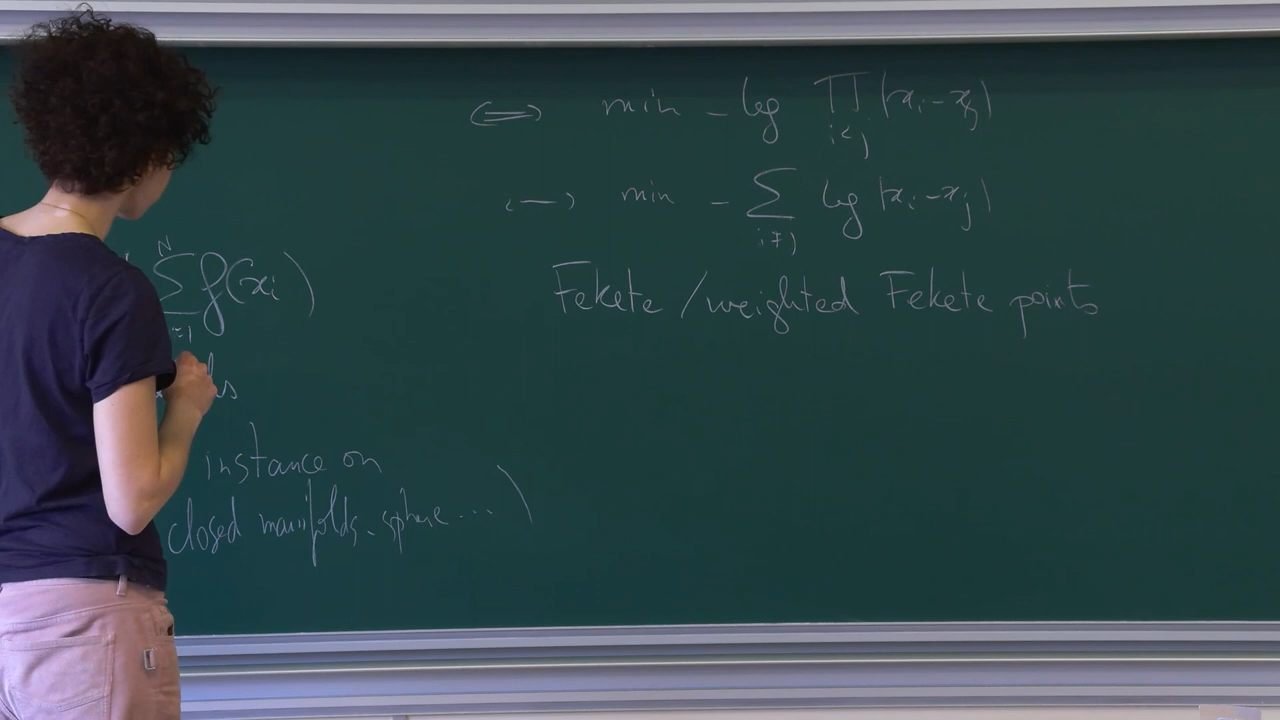 ⟺ min - log ∏ |x_i - x_j|
i<j
⟷ min - ∑ log |x_i - x_j|
i≠j
Fekete / weighted Fekete points
N
∑ f(x_i)
i=1
instance on
closed manifolds, sphere ... )